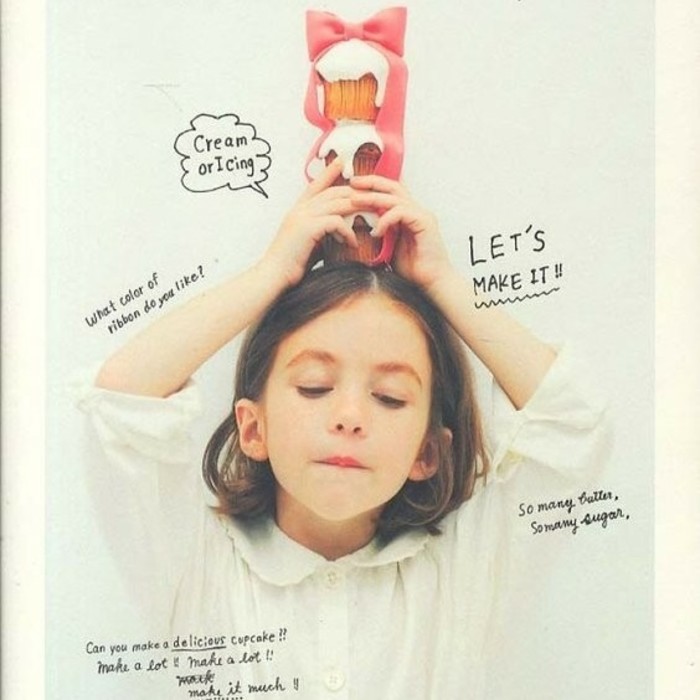 Cream
or Icing
LET'S
MAKE IT !!
What color of
ribbon do you like?
So many butter,
So many sugar,
Can you make a delicious cupcake ??
Make a lot !! Make a lot !!
make it much !!